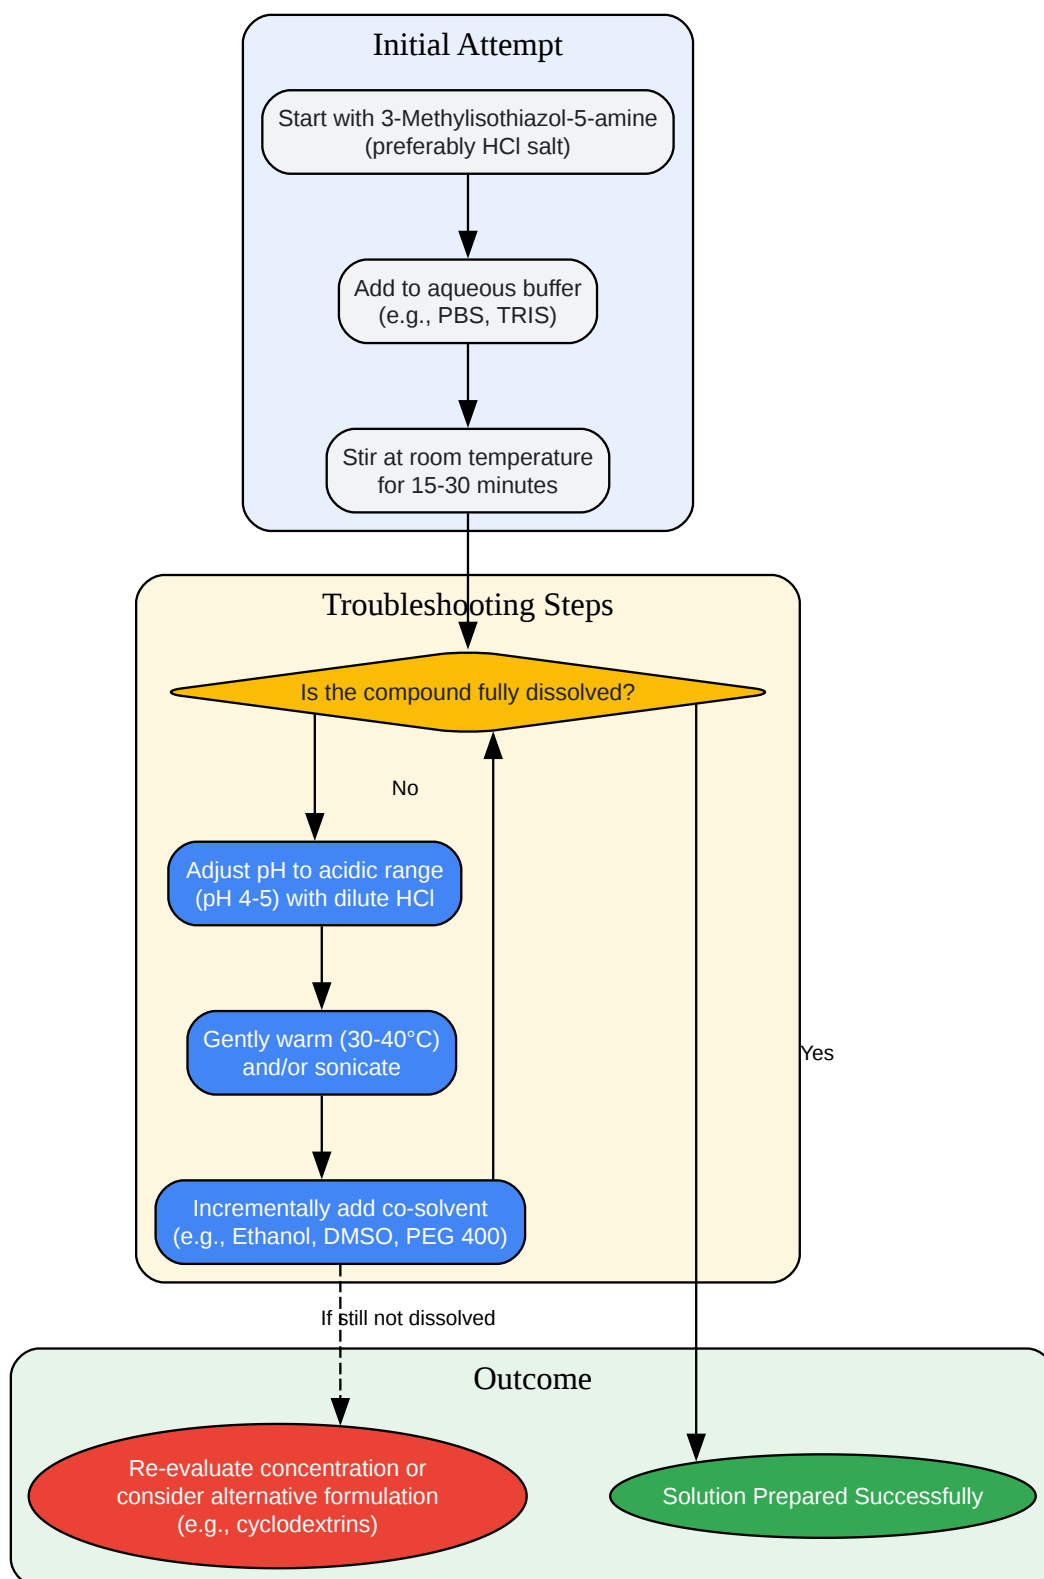 Initial Attempt
Start with 3-Methylisothiazol-5-amine
(preferably HCl salt)
Add to aqueous buffer
(e.g., PBS, TRIS)
Stir at room temperature
for 15-30 minutes
Troubleshooting Steps
Is the compound fully dissolved?
No
Adjust pH to acidic range
(pH 4-5) with dilute HCl
Gently warm (30-40°C)
and/or sonicate
Yes
Incrementally add co-solvent
(e.g., Ethanol, DMSO, PEG 400)
If still not dissolved
Outcome
Re-evaluate concentration or
consider alternative formulation
(e.g., cyclodextrins)
Solution Prepared Successfully